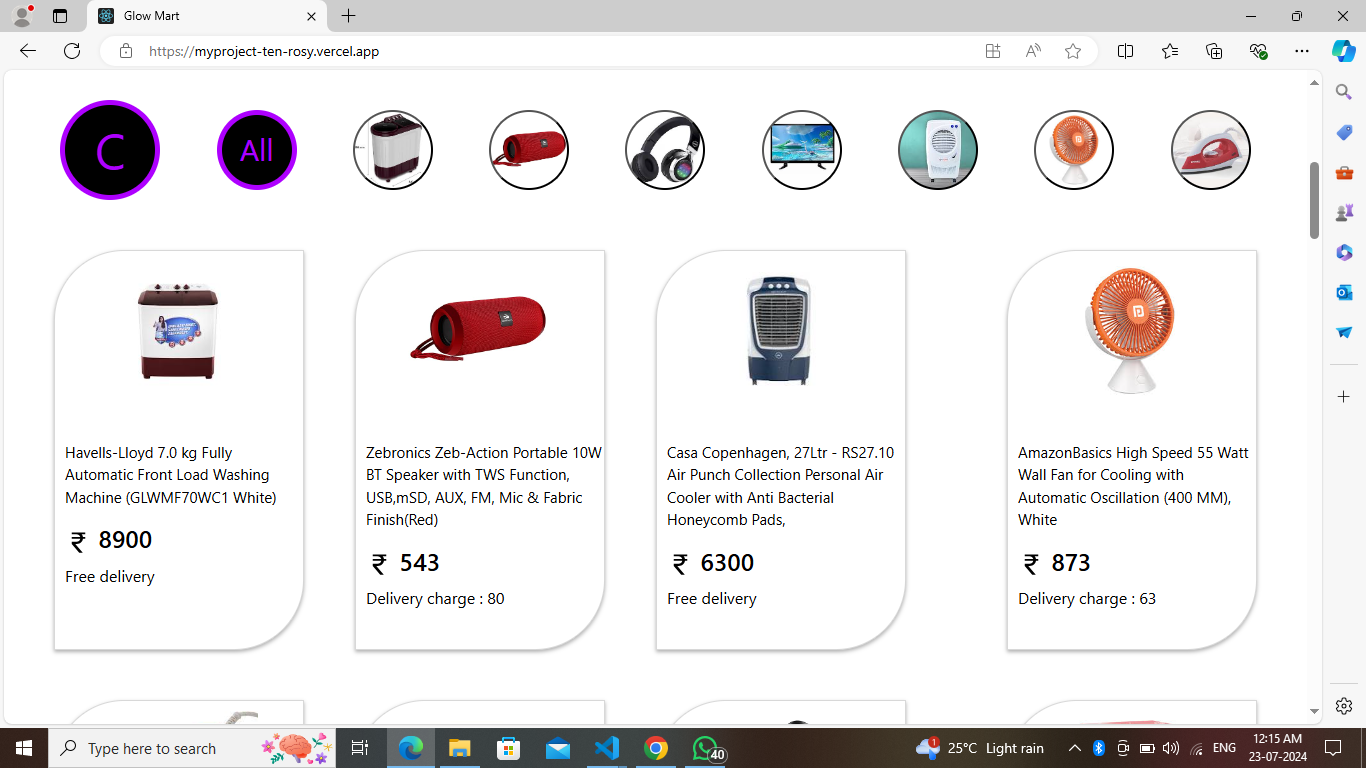 Glow Mart
https://myproject-ten-rosy.vercel.app
C
All
Havells-Lloyd 7.0 kg Fully
Automatic Front Load Washing
Machine (GLWMF70WC1 White)
₹ 8900
Free delivery
Zebronics Zeb-Action Portable 10W
BT Speaker with TWS Function,
USB,mSD, AUX, FM, Mic & Fabric
Finish(Red)
₹ 543
Delivery charge : 80
Casa Copenhagen, 27Ltr - RS27.10
Air Punch Collection Personal Air
Cooler with Anti Bacterial
Honeycomb Pads,
₹ 6300
Free delivery
AmazonBasics High Speed 55 Watt
Wall Fan for Cooling with
Automatic Oscillation (400 MM),
White
₹ 873
Delivery charge : 63
Type here to search
40
1
25°C Light rain
ENG
12:15 AM
23-07-2024